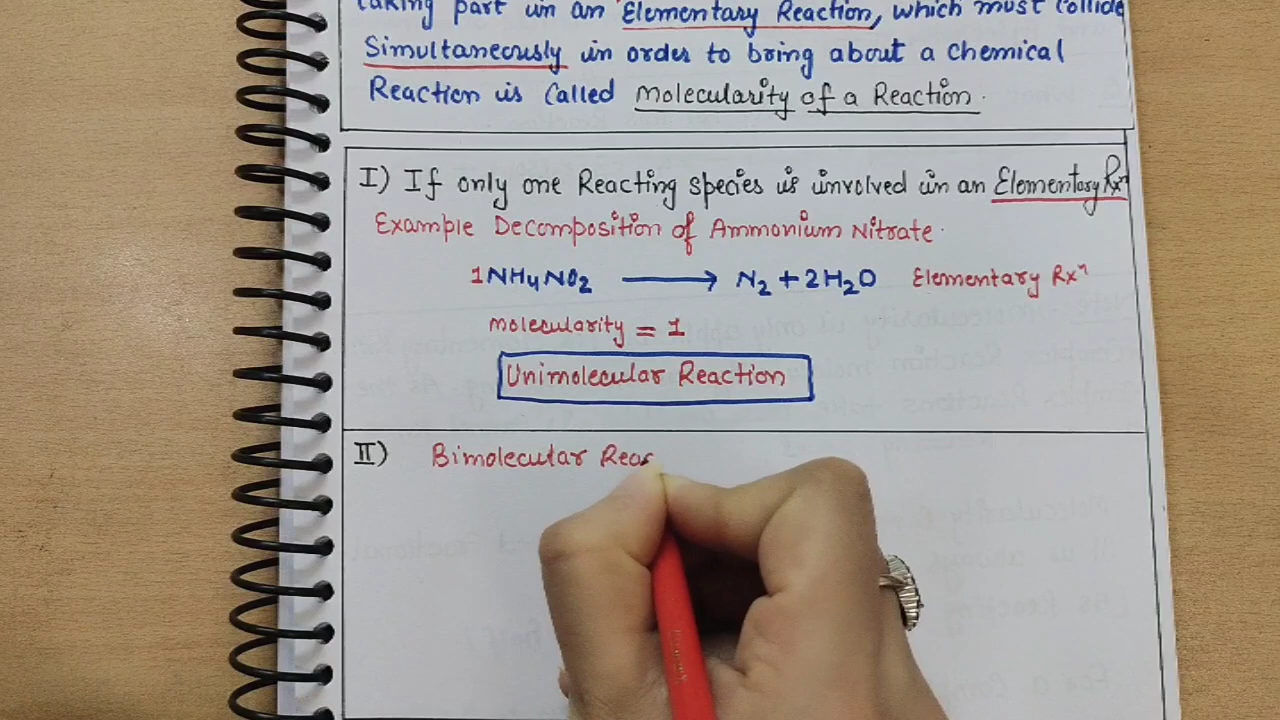 taking part in an Elementary Reaction, which must Collide
Simultaneously in order to bring about a chemical
Reaction is called molecularity of a Reaction.
I) If only one Reacting species is involved in an Elementary Rxⁿ
Example Decomposition of Ammonium Nitrate.
1NH4NO2 ⟶ N2 + 2H2O Elementary Rxⁿ
molecularity = 1
Unimolecular Reaction
II) Bimolecular Reac